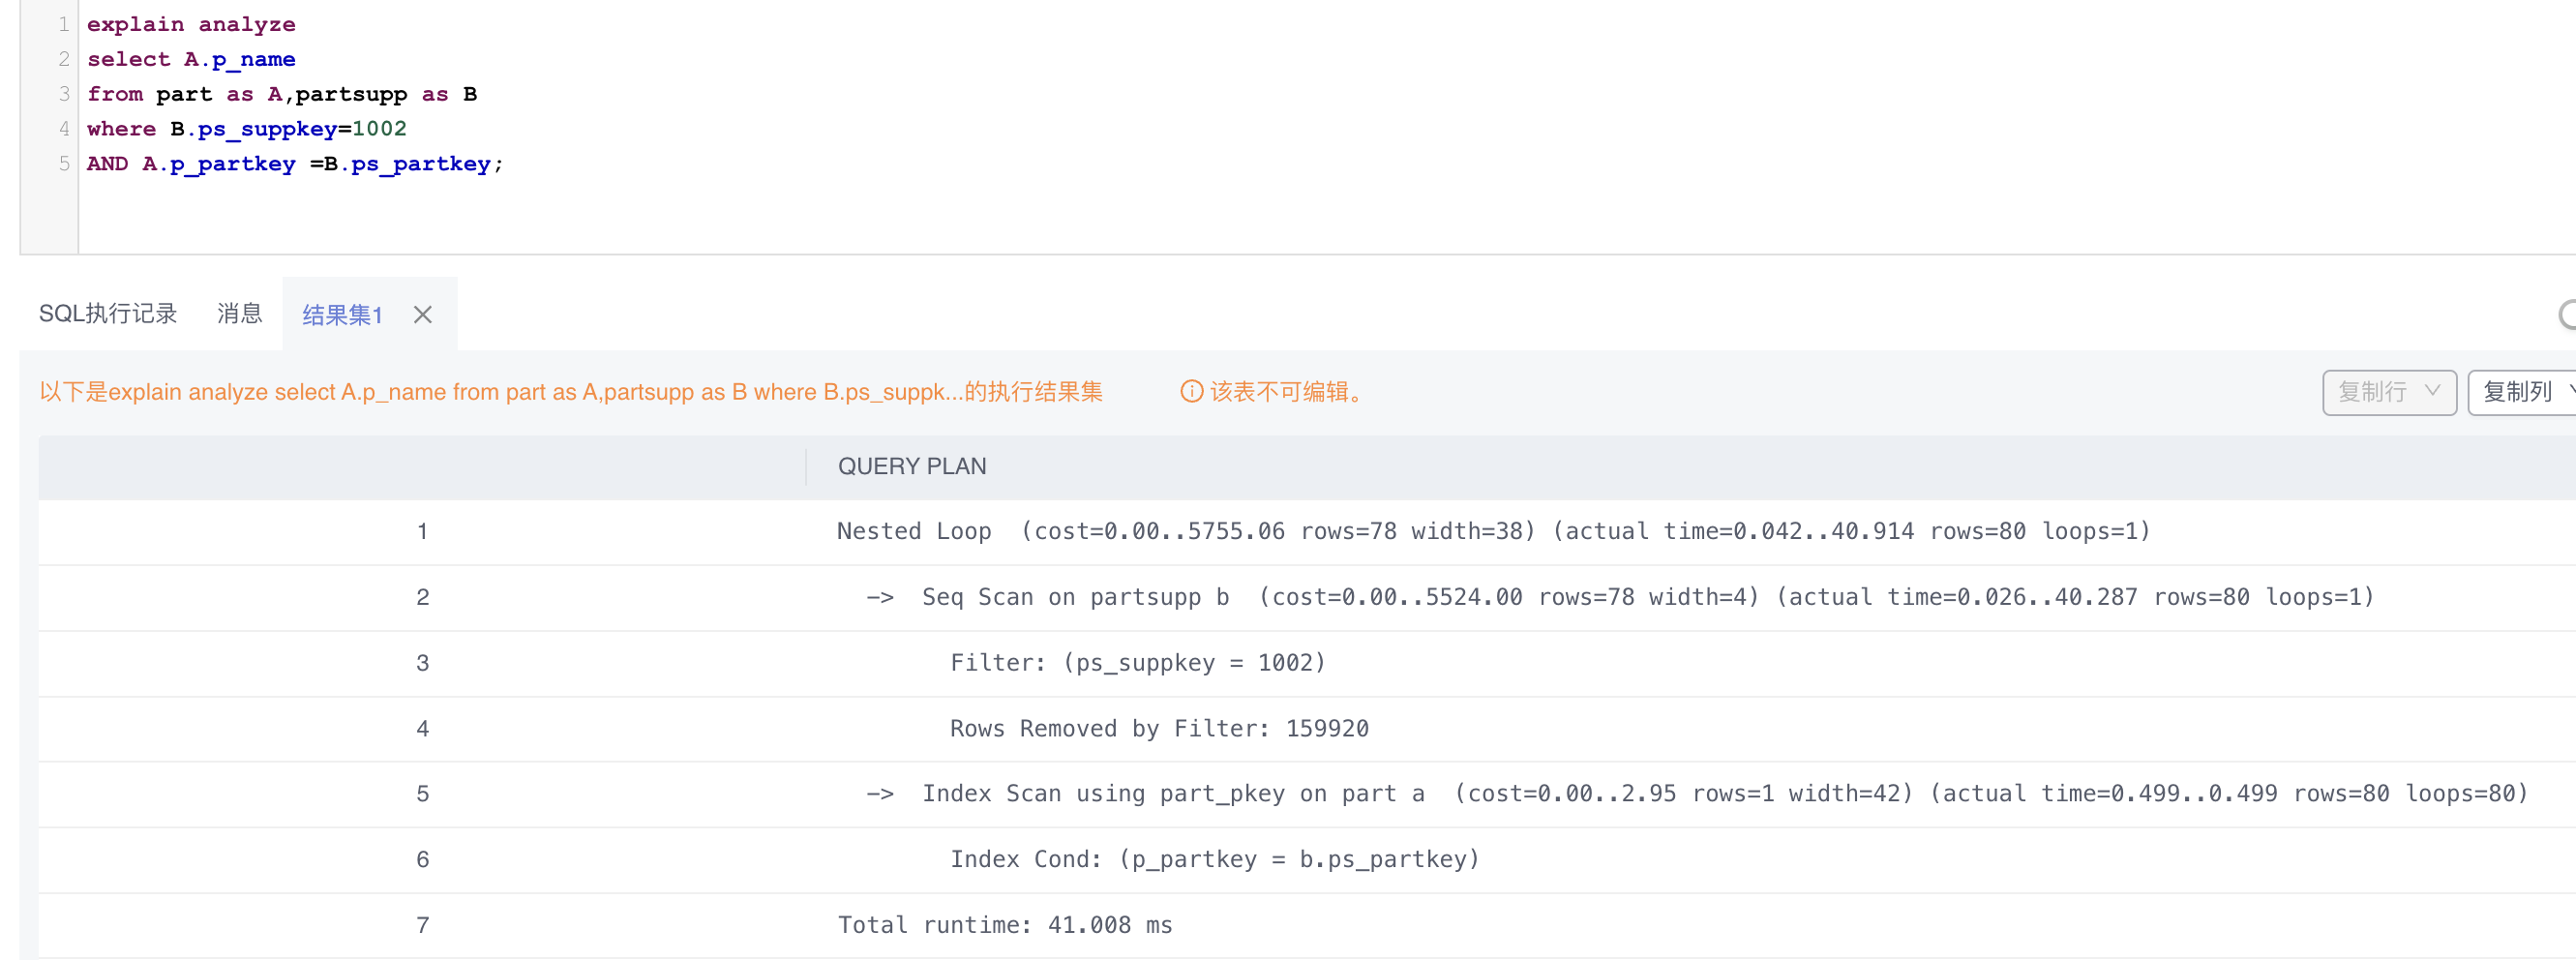 1 explain analyze
2 select A.p_name
3 from part as A,partsupp as B
4 where B.ps_suppkey=1002
5 AND A.p_partkey =B.ps_partkey;
SQL执行记录 消息 结果集1
以下是explain analyze select A.p_name from part as A,partsupp as B where B.ps_suppk...的执行结果集 该表不可编辑。 复制行 复制列
QUERY PLAN
1 Nested Loop (cost=0.00..5755.06 rows=78 width=38) (actual time=0.042..40.914 rows=80 loops=1)
2 -> Seq Scan on partsupp b (cost=0.00..5524.00 rows=78 width=4) (actual time=0.026..40.287 rows=80 loops=1)
3 Filter: (ps_suppkey = 1002)
4 Rows Removed by Filter: 159920
5 -> Index Scan using part_pkey on part a (cost=0.00..2.95 rows=1 width=42) (actual time=0.499..0.499 rows=80 loops=80)
6 Index Cond: (p_partkey = b.ps_partkey)
7 Total runtime: 41.008 ms